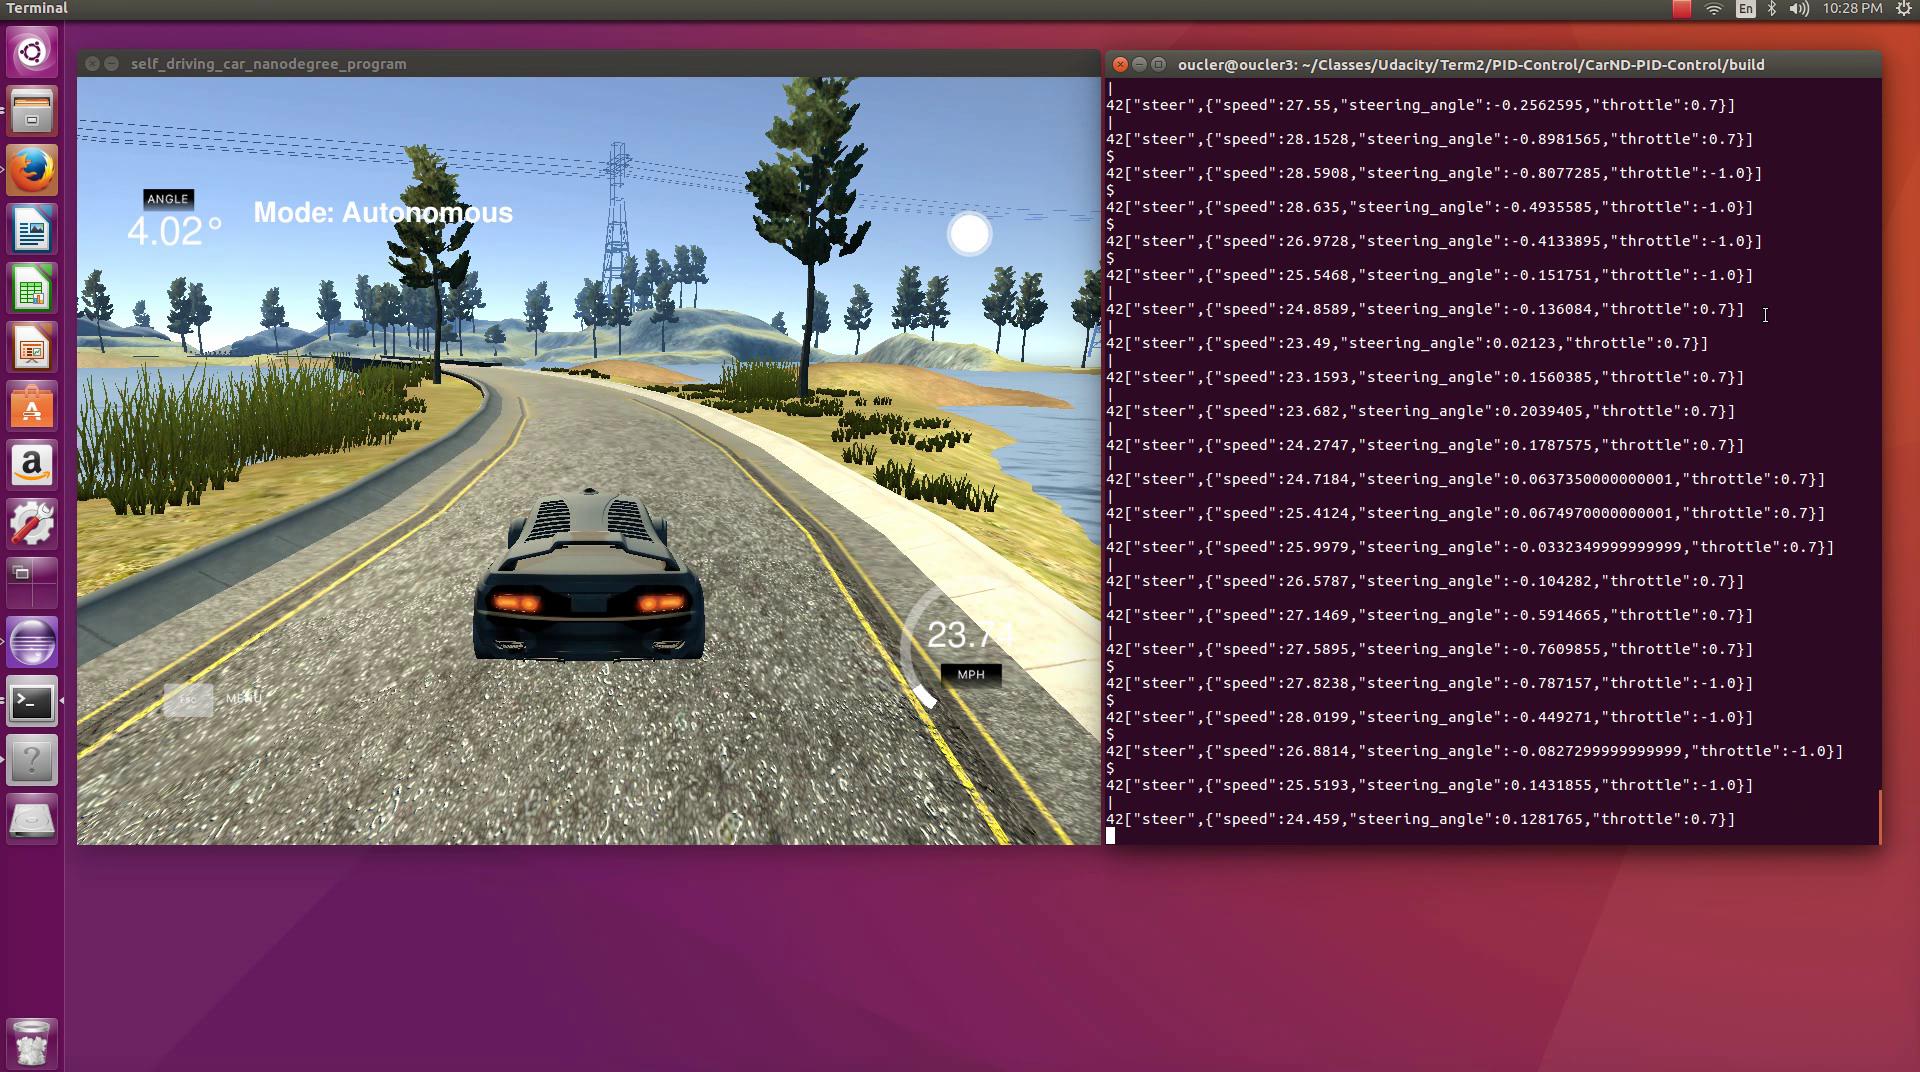 Terminal
En
10:28 PM
self_driving_car_nanodegree_program
ANGLE
4.02°
Mode: Autonomous
23.74
MPH
Esc
MENU
oucler@oucler3: ~/Classes/Udacity/Term2/PID-Control/CarND-PID-Control/build
|
42["steer",{"speed":27.55,"steering_angle":-0.2562595,"throttle":0.7}]
|
42["steer",{"speed":28.1528,"steering_angle":-0.8981565,"throttle":0.7}]
$
42["steer",{"speed":28.5908,"steering_angle":-0.8077285,"throttle":-1.0}]
$
42["steer",{"speed":28.635,"steering_angle":-0.4935585,"throttle":-1.0}]
$
42["steer",{"speed":26.9728,"steering_angle":-0.4133895,"throttle":-1.0}]
$
42["steer",{"speed":25.5468,"steering_angle":-0.151751,"throttle":-1.0}]
|
42["steer",{"speed":24.8589,"steering_angle":-0.136084,"throttle":0.7}]
|
42["steer",{"speed":23.49,"steering_angle":0.02123,"throttle":0.7}]
|
42["steer",{"speed":23.1593,"steering_angle":0.1560385,"throttle":0.7}]
|
42["steer",{"speed":23.682,"steering_angle":0.2039405,"throttle":0.7}]
|
42["steer",{"speed":24.2747,"steering_angle":0.1787575,"throttle":0.7}]
|
42["steer",{"speed":24.7184,"steering_angle":0.0637350000000001,"throttle":0.7}]
|
42["steer",{"speed":25.4124,"steering_angle":0.0674970000000001,"throttle":0.7}]
|
42["steer",{"speed":25.9979,"steering_angle":-0.0332349999999999,"throttle":0.7}]
|
42["steer",{"speed":26.5787,"steering_angle":-0.104282,"throttle":0.7}]
|
42["steer",{"speed":27.1469,"steering_angle":-0.5914665,"throttle":0.7}]
|
42["steer",{"speed":27.5895,"steering_angle":-0.7609855,"throttle":0.7}]
$
42["steer",{"speed":27.8238,"steering_angle":-0.787157,"throttle":-1.0}]
$
42["steer",{"speed":28.0199,"steering_angle":-0.449271,"throttle":-1.0}]
$
42["steer",{"speed":26.8814,"steering_angle":-0.0827299999999999,"throttle":-1.0}]
$
42["steer",{"speed":25.5193,"steering_angle":0.1431855,"throttle":-1.0}]
|
42["steer",{"speed":24.459,"steering_angle":0.1281765,"throttle":0.7}]